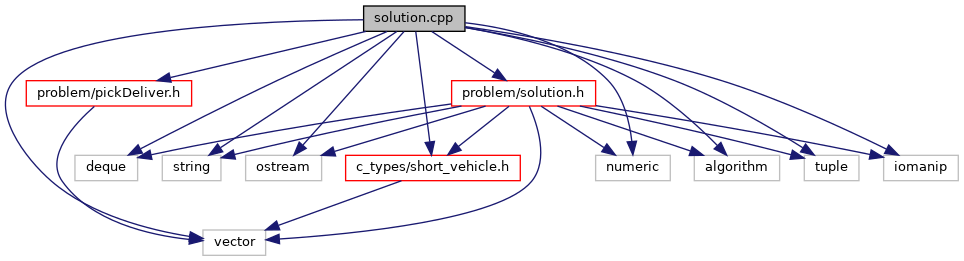 solution.cpp
problem/pickDeliver.h
problem/solution.h
deque
string
ostream
c_types/short_vehicle.h
numeric
algorithm
tuple
iomanip
vector